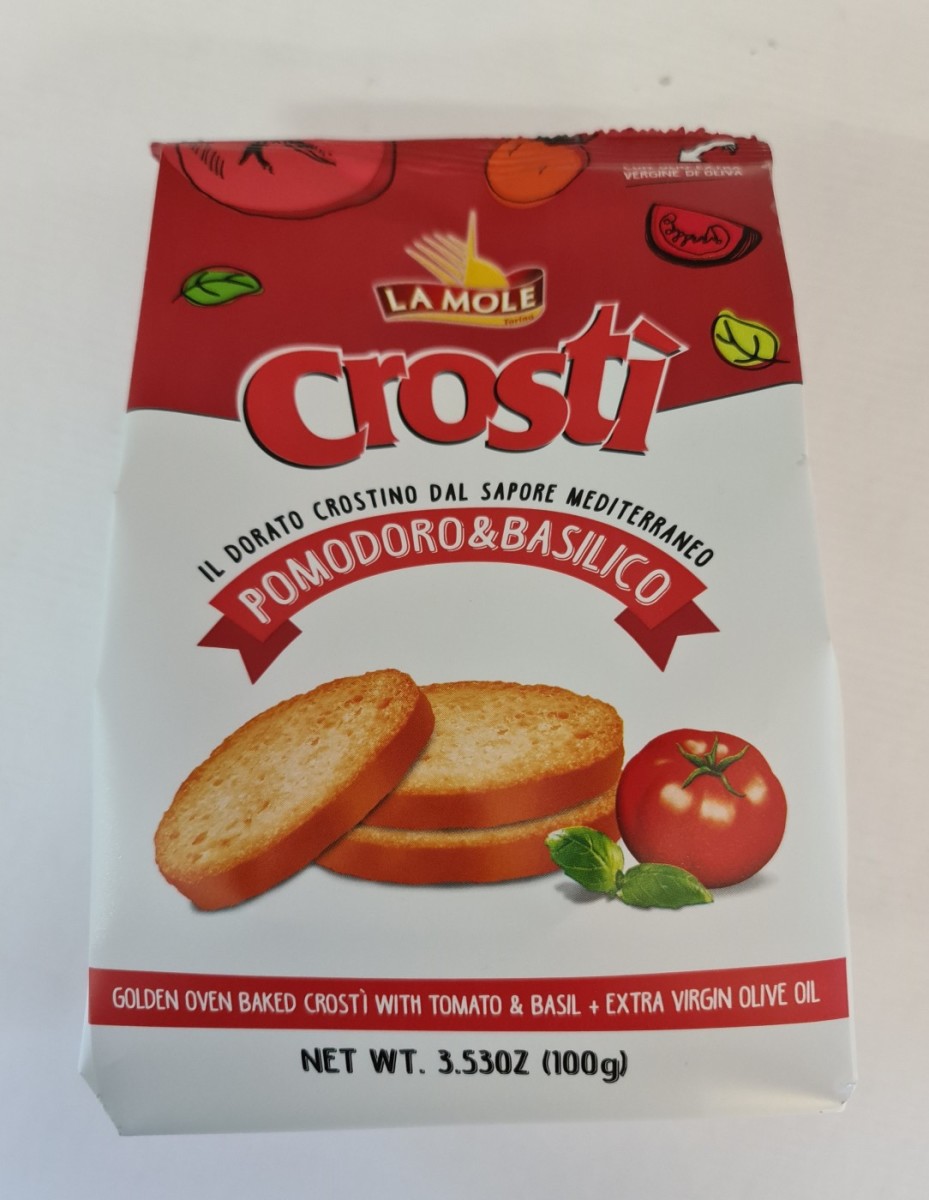 VERGINE DI OLIVA
LA MOLE
Torino
Crostì
IL DORATO CROSTINO DAL SAPORE MEDITERRANEO
POMODORO&BASILICO
GOLDEN OVEN BAKED CROSTÌ WITH TOMATO & BASIL + EXTRA VIRGIN OLIVE OIL
NET WT. 3.53OZ (100g)